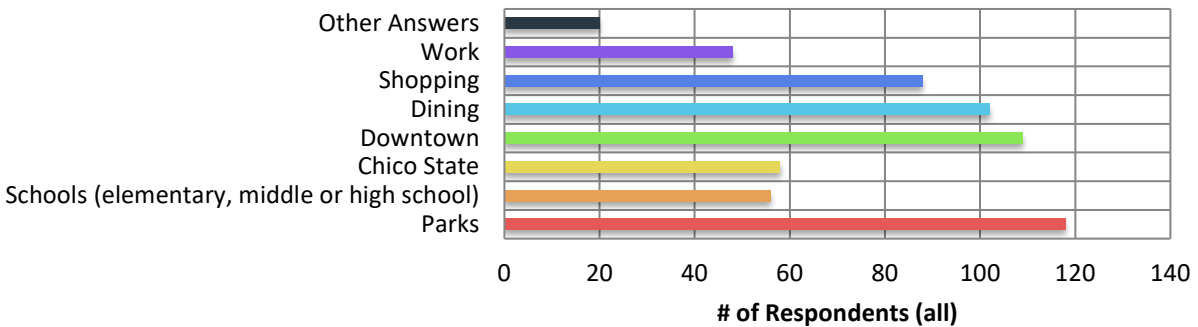 Other Answers
Work
Shopping
Dining
Downtown
Chico State
Schools (elementary, middle or high school)
Parks
0 20 40 60 80 100 120 140
# of Respondents (all)